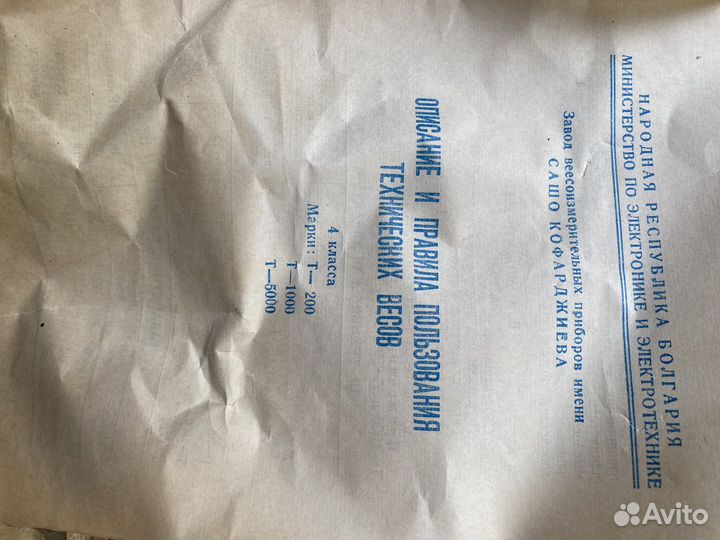 НАРОДНАЯ РЕСПУБЛИКА БОЛГАРИЯ
МИНИСТЕРСТВО ПО ЭЛЕКТРОНИКЕ И ЭЛЕКТРОТЕХНИКЕ
Завод веесоизмерительных приборов имени
САШО КОФАРДЖИЕВА
ОПИСАНИЕ И ПРАВИЛА ПОЛЬЗОВАНИЯ
ТЕХНИЧЕСКИХ ВЕСОВ
4 класса
Марки: Т— 200
Т—1000
Т—5000
Avito